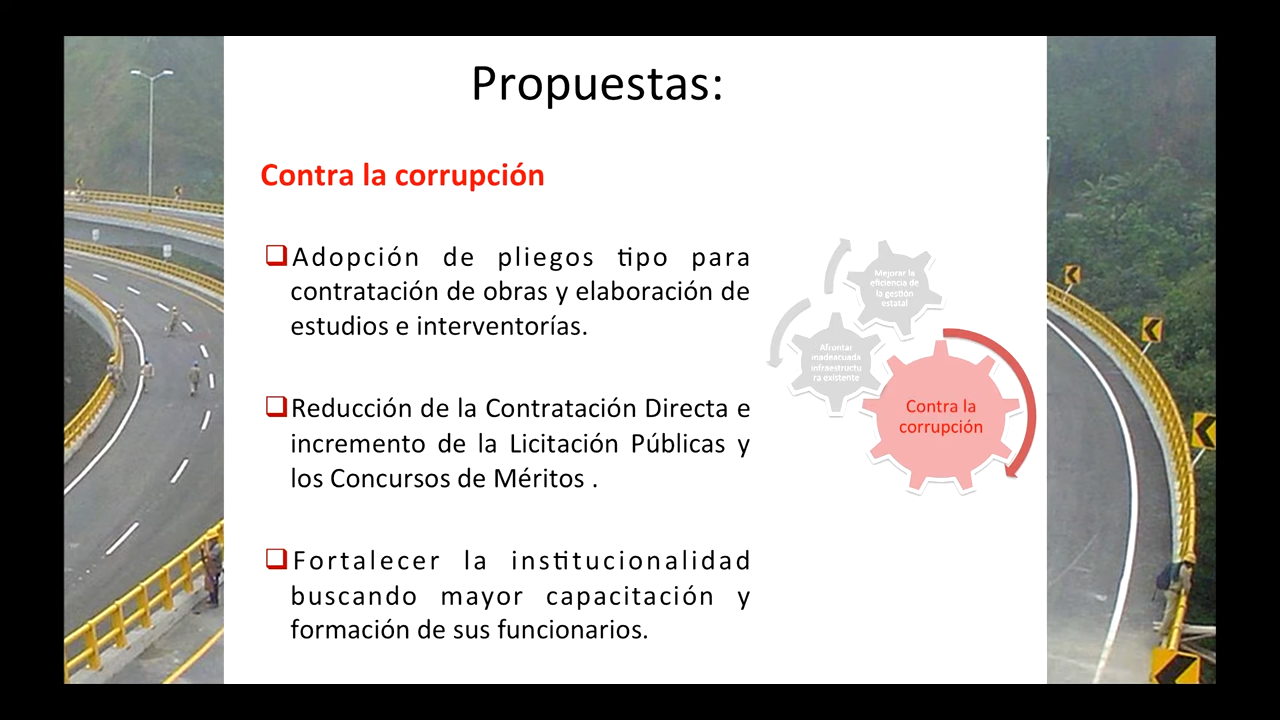 Propuestas:
Contra la corrupción
Adopción de pliegos tipo para
contratación de obras y elaboración de
estudios e interventorías.
Reducción de la Contratación Directa e
incremento de la Licitación Públicas y
los Concursos de Méritos .
Fortalecer la institucionalidad
buscando mayor capacitación y
formación de sus funcionarios.
Mejorar la
eficiencia de
la gestión
estatal
Afrontar
inadecuada
infraestructu
ra existente
Contra la
corrupción